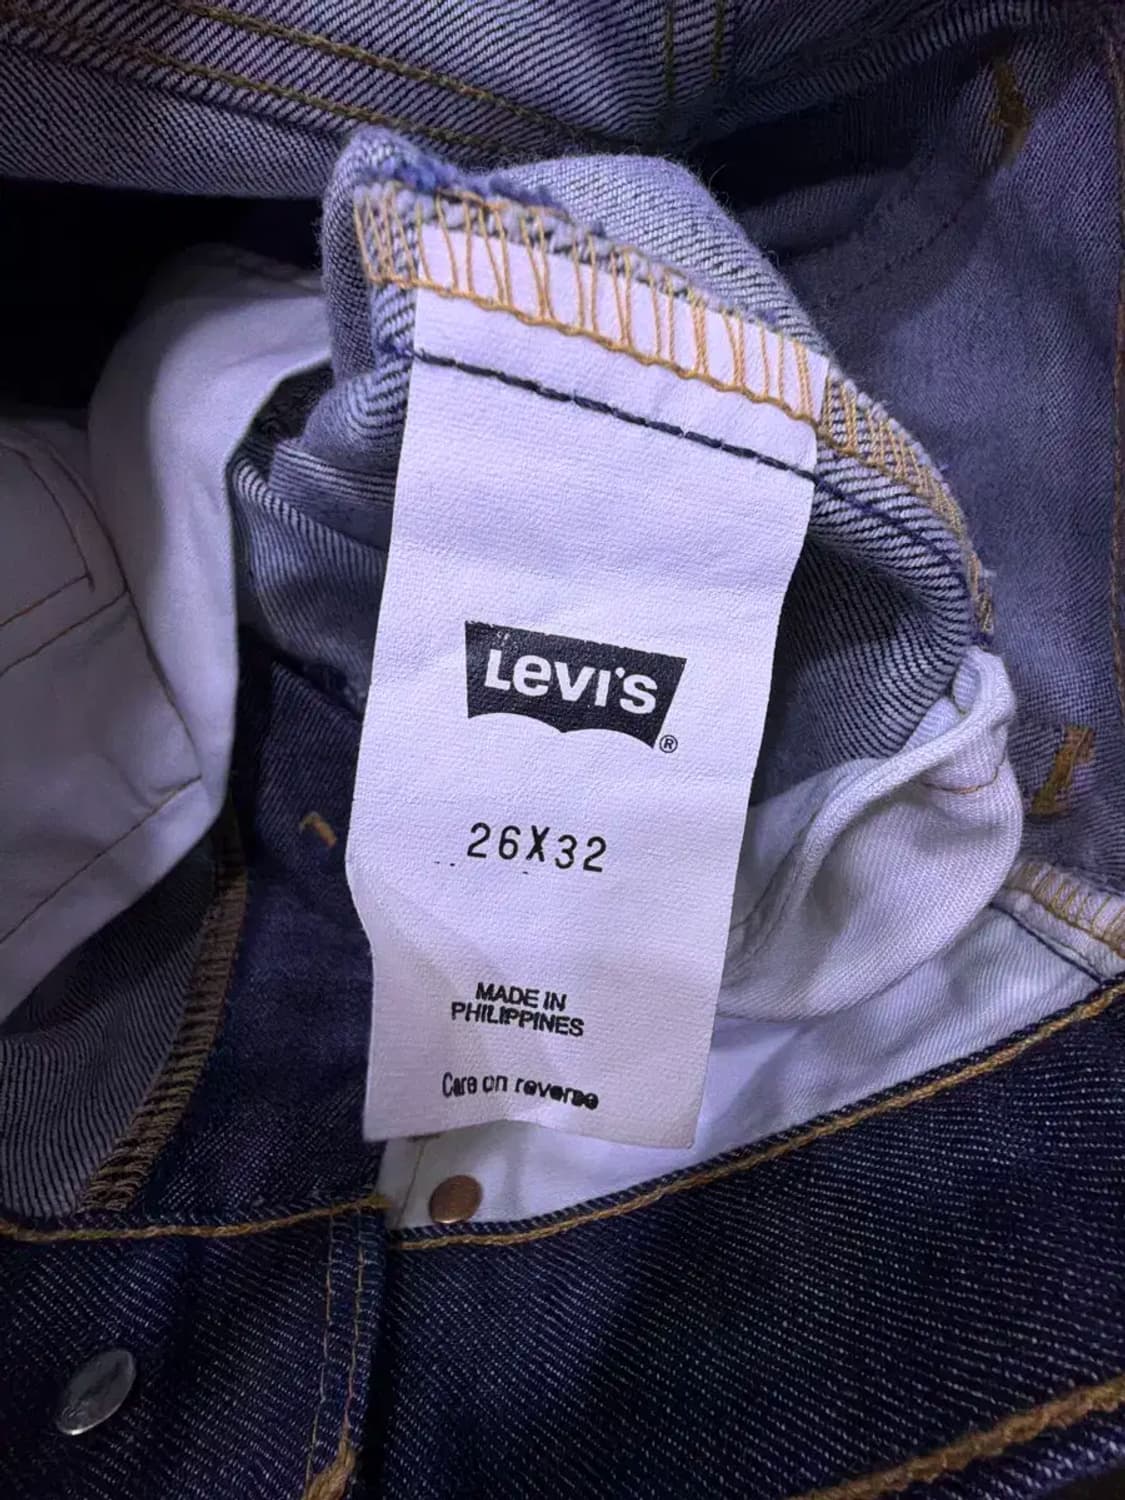 Levi's ®
26X32
MADE IN
PHILIPPINES
Care on reverse